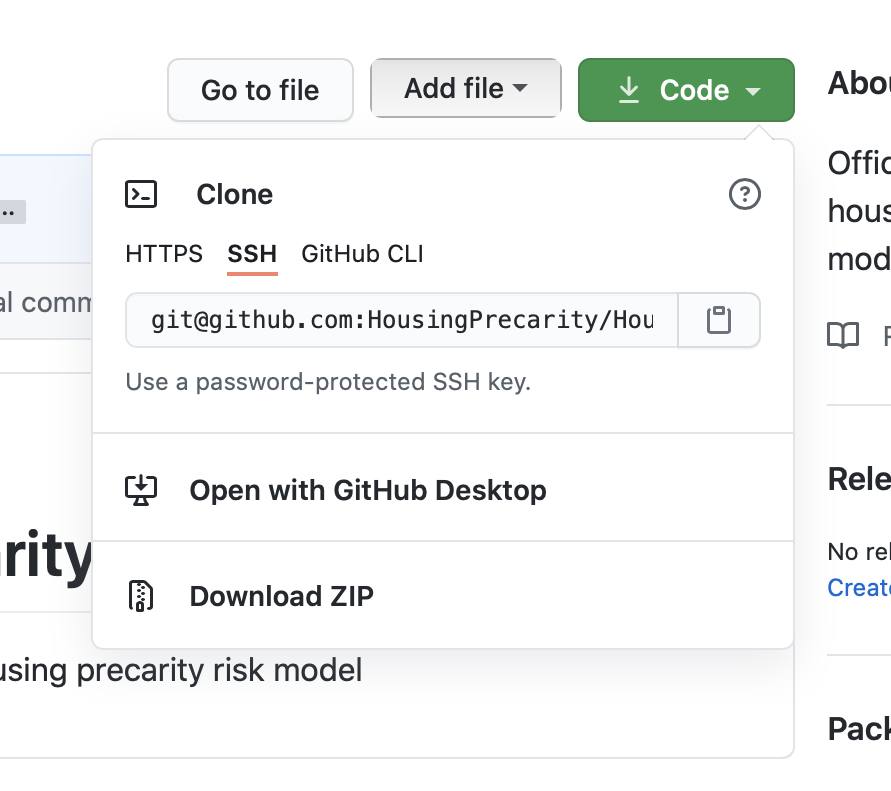 Go to file
Add file
Code
Clone
HTTPS SSH GitHub CLI
git@github.com:HousingPrecarity/Hou
Use a password-protected SSH key.
Open with GitHub Desktop
Download ZIP
al comm
rity
using precarity risk model
Abou
Offic
hous
mod
Rele
No rel
Create
Pack